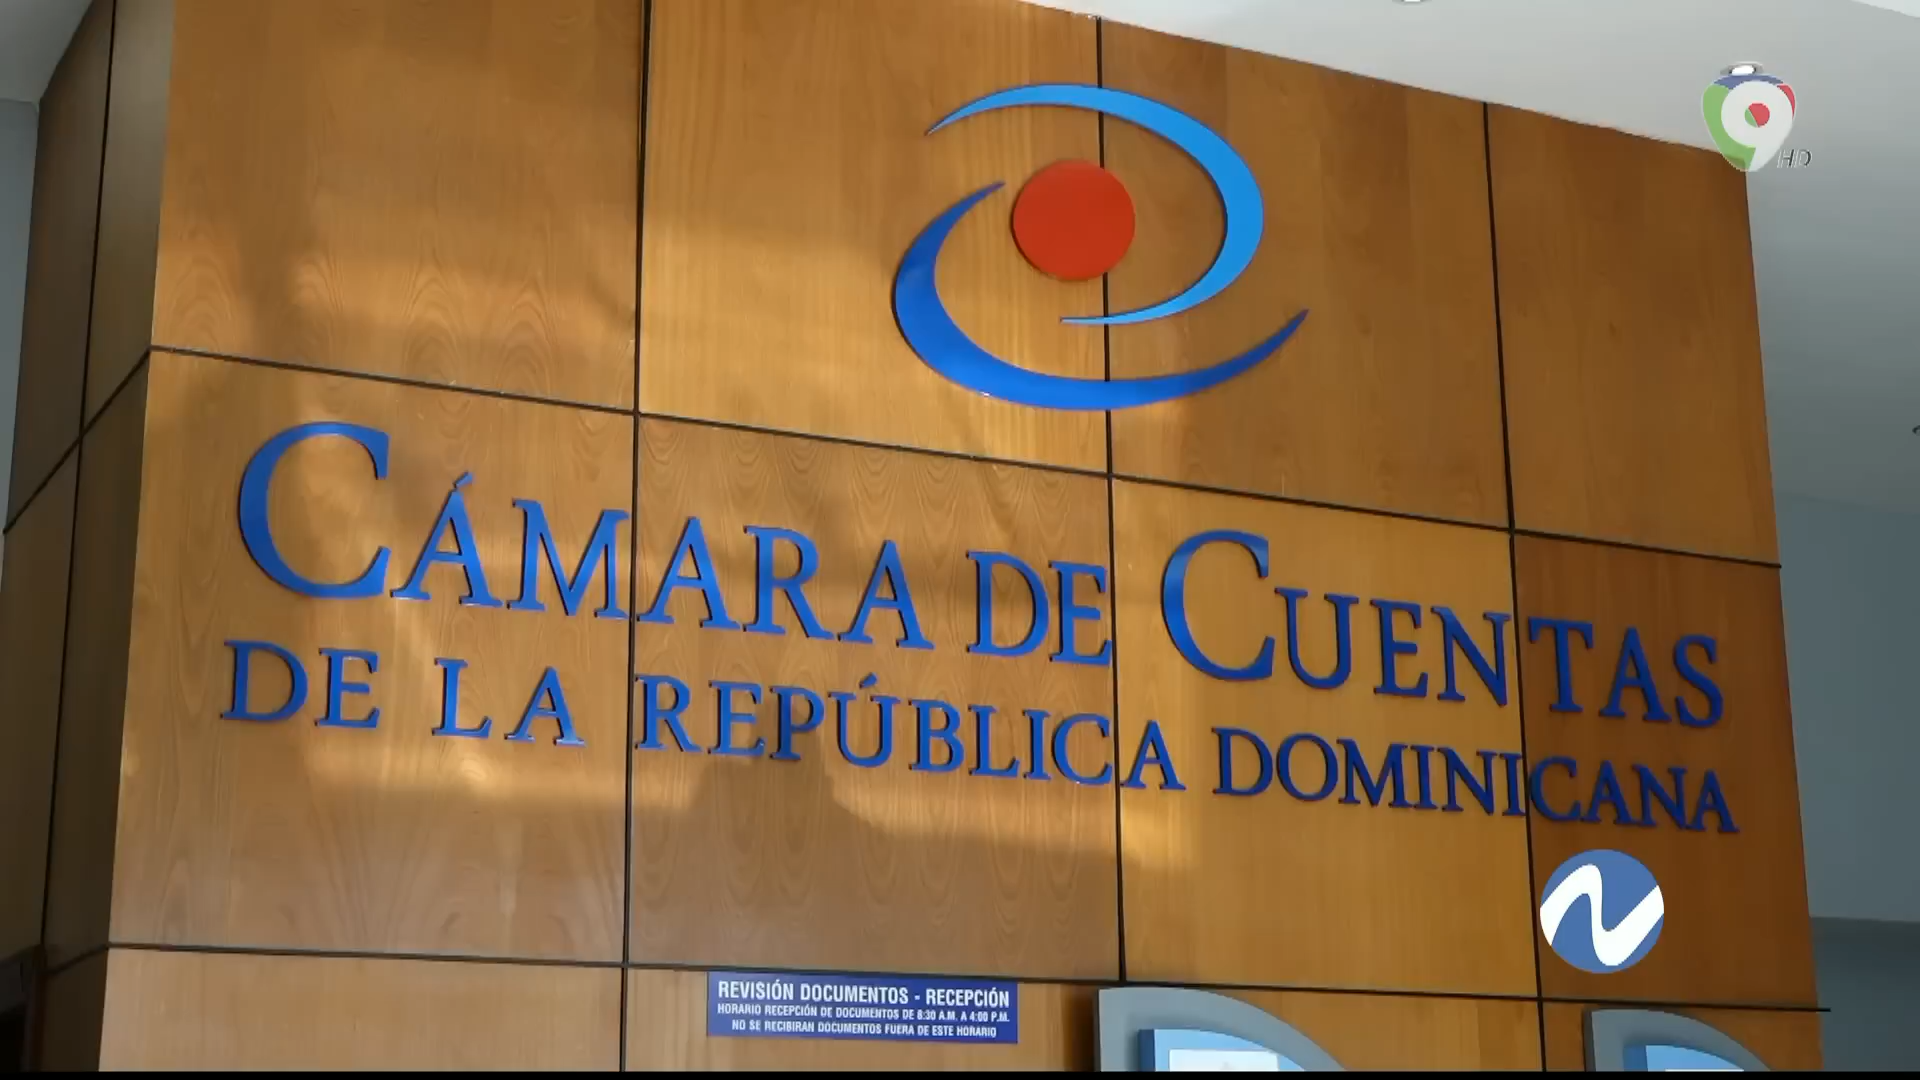 HD
CÁMARA DE CUENTAS
DE LA REPÚBLICA DOMINICANA
REVISIÓN DOCUMENTOS - RECEPCIÓN
HORARIO RECEPCIÓN DE DOCUMENTOS DE 8:30 A.M. A 4:00 P.M.
NO SE RECIBIRAN DOCUMENTOS FUERA DE ESTE HORARIO